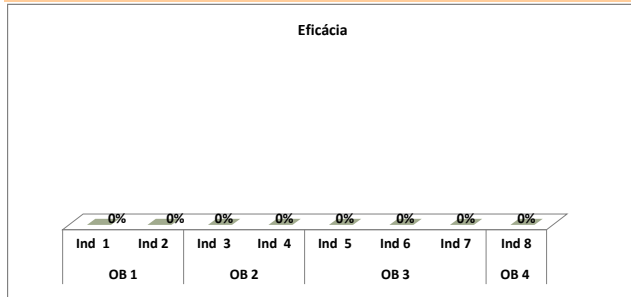 Eficácia
0% 0% 0% 0% 0% 0% 0% 0%
Ind 1 Ind 2 Ind 3 Ind 4 Ind 5 Ind 6 Ind 7 Ind 8
OB 1 OB 2 OB 3 OB 4